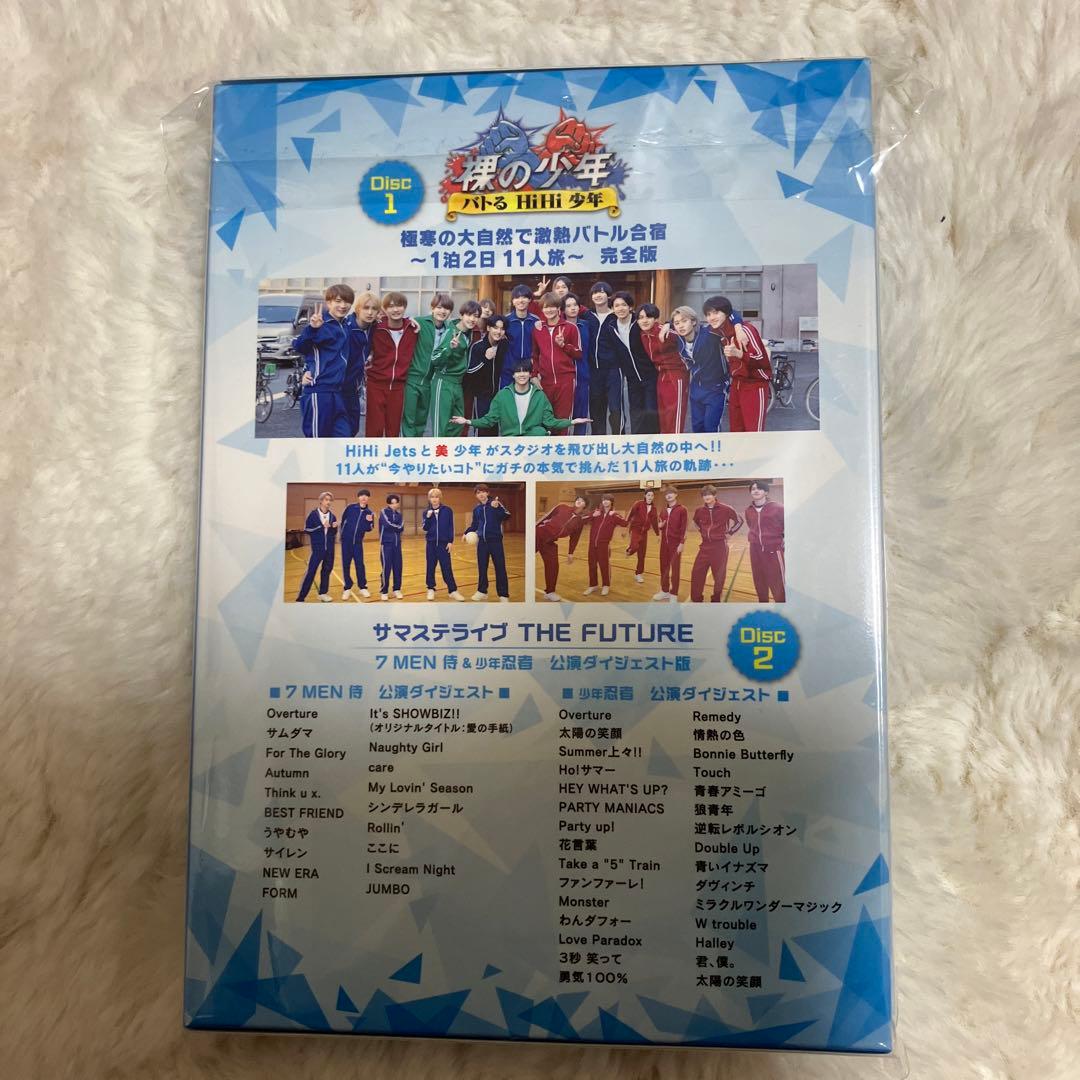 Disc
1
裸の少年
バトる HiHi 少年
極寒の大自然で激熱バトル合宿
～1泊2日 11人旅～ 完全版
HiHi Jetsと美 少年 がスタジオを飛び出し大自然の中へ!!
11人が“今やりたいコト”にガチの本気で挑んだ11人旅の軌跡・・・
サマステライブ THE FUTURE
Disc
2
7 MEN 侍 & 少年忍者 公演ダイジェスト版
■ 7 MEN 侍 公演ダイジェスト ■
Overture
サムダマ
For The Glory
Autumn
Think u x.
BEST FRIEND
うやむや
サイレン
NEW ERA
FORM
It's SHOWBIZ!!
(オリジナルタイトル:愛の手紙)
Naughty Girl
care
My Lovin' Season
シンデレラガール
Rollin'
ここに
I Scream Night
JUMBO
■ 少年忍者 公演ダイジェスト ■
Overture
太陽の笑顔
Summer上々!!
Ho!サマー
HEY WHAT'S UP?
PARTY MANIACS
Party up!
花言葉
Take a "5" Train
ファンファーレ!
Monster
わんダフォー
Love Paradox
3秒 笑って
勇気100%
Remedy
情熱の色
Bonnie Butterfly
Touch
青春アミーゴ
狼青年
逆転レボルシオン
Double Up
青いイナズマ
ダヴィンチ
ミラクルワンダーマジック
W trouble
Halley
君、僕。
太陽の笑顔